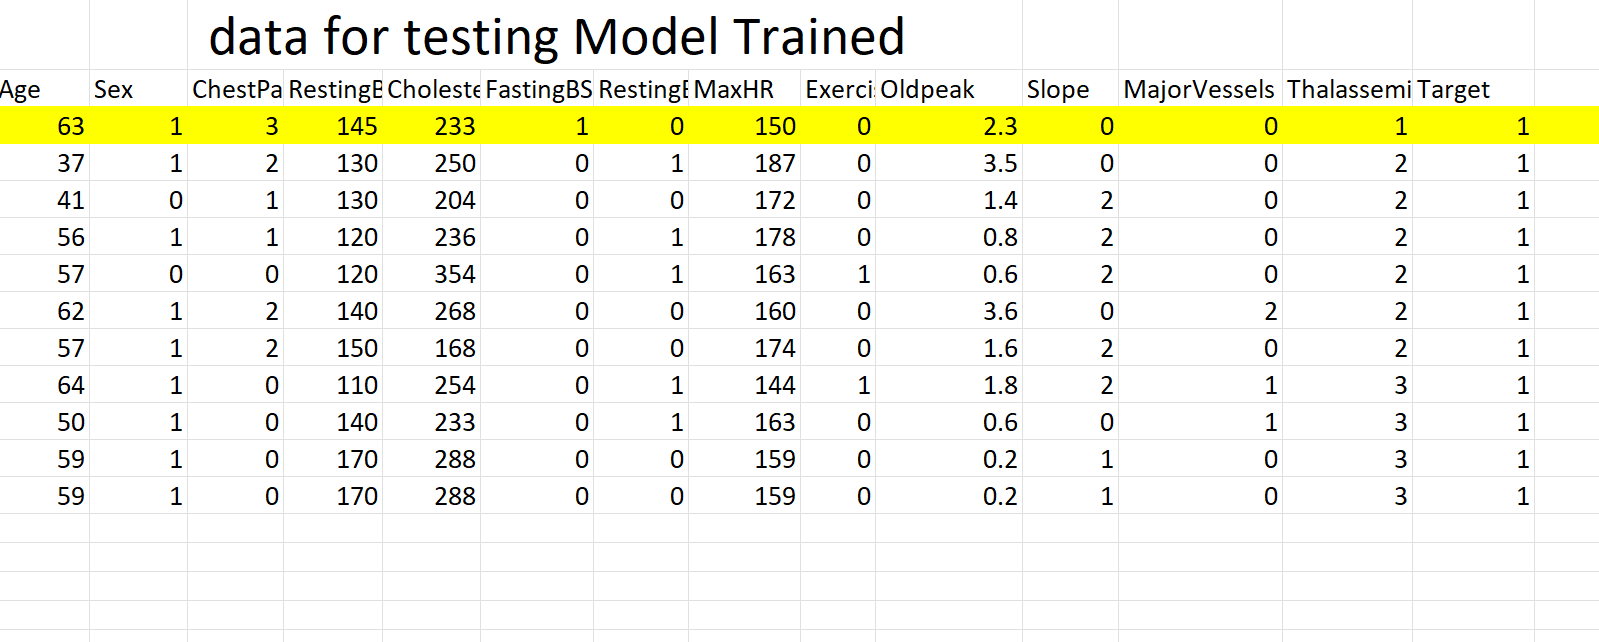 data for testing Model Trained
Age Sex ChestPa RestingB Choleste FastingBS RestingE MaxHR Exercis Oldpeak Slope MajorVessels Thalassemi Target
63 1 3 145 233 1 0 150 0 2.3 0 0 1 1
37 1 2 130 250 0 1 187 0 3.5 0 0 2 1
41 0 1 130 204 0 0 172 0 1.4 2 0 2 1
56 1 1 120 236 0 1 178 0 0.8 2 0 2 1
57 0 0 120 354 0 1 163 1 0.6 2 0 2 1
62 1 2 140 268 0 0 160 0 3.6 0 2 2 1
57 1 2 150 168 0 0 174 0 1.6 2 0 2 1
64 1 0 110 254 0 1 144 1 1.8 2 1 3 1
50 1 0 140 233 0 1 163 0 0.6 0 1 3 1
59 1 0 170 288 0 0 159 0 0.2 1 0 3 1
59 1 0 170 288 0 0 159 0 0.2 1 0 3 1